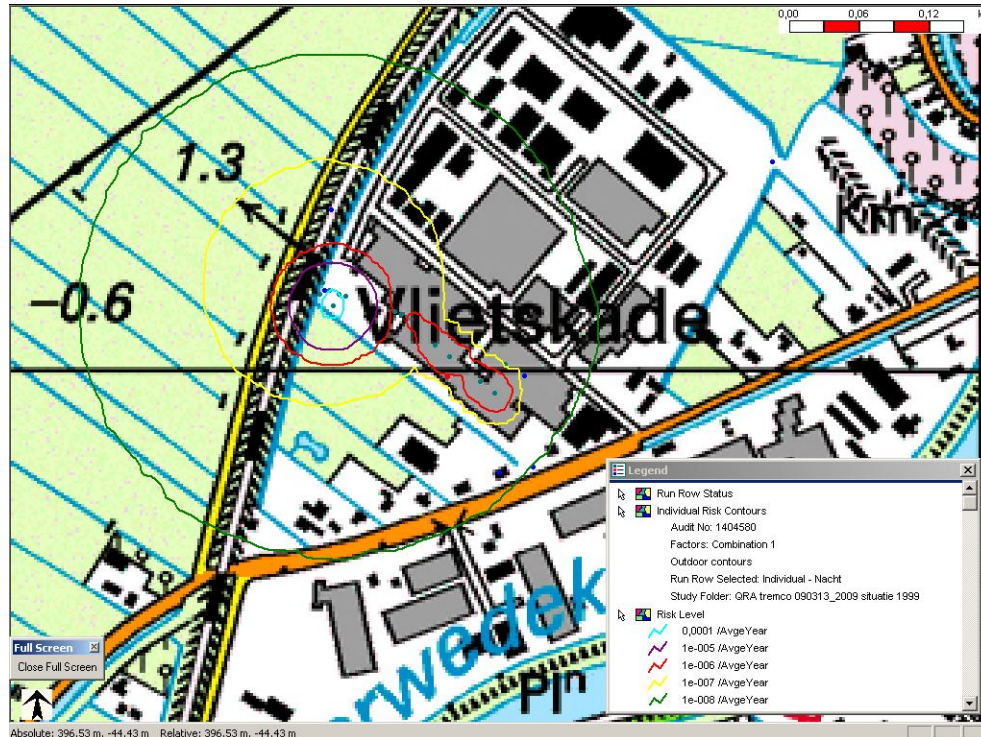 0,00 0,06 0,12
1.3
Krn
-0.6
Vlietskade
Legend
Run Row Status
Individual Risk Contours
Audit No: 1404580
Factors: Combination 1
Outdoor contours
Run Row Selected: Individual - Nacht
Study Folder: QRA tremco 090313_2009 situatie 1999
Risk Level
0,0001 /AvgeYear
1e-005 /AvgeYear
1e-006 /AvgeYear
1e-007 /AvgeYear
1e-008 /AvgeYear
Full Screen
Close Full Screen
erwedek
Pln
Absolute: 396.53 m, -44.43 m Relative: 396.53 m, -44.43 m